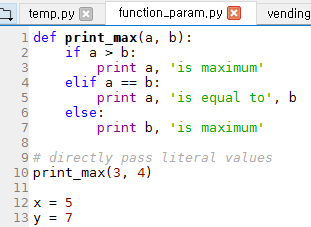 temp.py function_param.py vending
1 def print_max(a, b):
2     if a > b:
3         print a, 'is maximum'
4     elif a == b:
5         print a, 'is equal to', b
6     else:
7         print b, 'is maximum'
8
9 # directly pass literal values
10 print_max(3, 4)
11
12 x = 5
13 y = 7